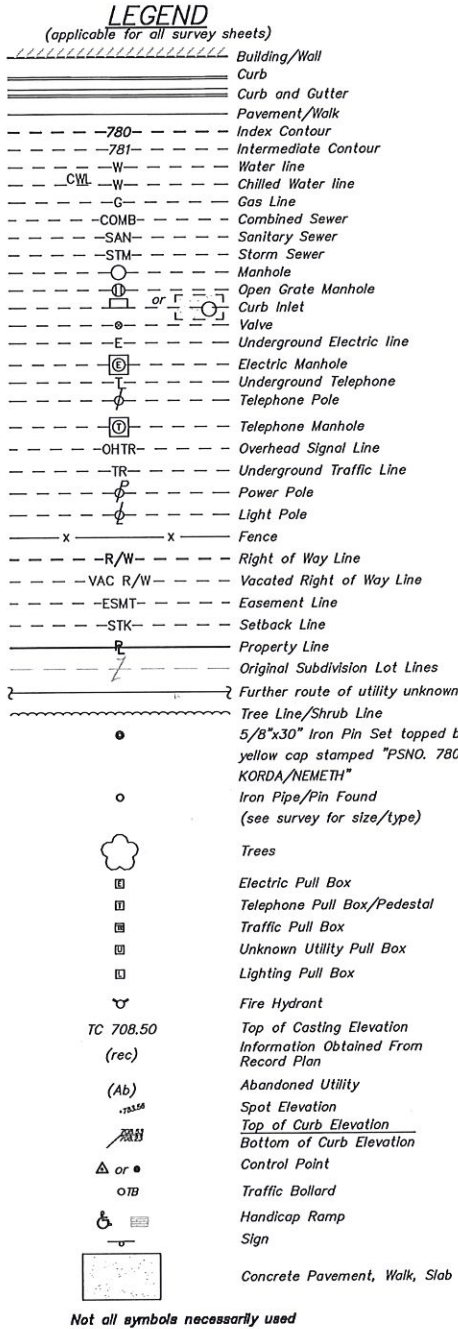 LEGEND
(applicable for all survey sheets)
Building/Wall
Curb
Curb and Gutter
Pavement/Walk
780 Index Contour
781 Intermediate Contour
W Water line
CWL W Chilled Water line
G Gas Line
COMB Combined Sewer
SAN Sanitary Sewer
STM Storm Sewer
Manhole
Open Grate Manhole
or Curb Inlet
Valve
E Underground Electric line
E Electric Manhole
T Underground Telephone
Telephone Pole
T Telephone Manhole
OHTR Overhead Signal Line
TR Underground Traffic Line
P Power Pole
L Light Pole
x x Fence
R/W Right of Way Line
VAC R/W Vacated Right of Way Line
ESMT Easement Line
STK Setback Line
PL Property Line
Original Subdivision Lot Lines
Further route of utility unknown
Tree Line/Shrub Line
5/8"x30" Iron Pin Set topped b
yellow cap stamped "PSNO. 780
KORDA/NEMETH"
Iron Pipe/Pin Found
(see survey for size/type)
Trees
E Electric Pull Box
T Telephone Pull Box/Pedestal
Traffic Pull Box
U Unknown Utility Pull Box
L Lighting Pull Box
Fire Hydrant
TC 708.50 Top of Casting Elevation
(rec) Information Obtained From
Record Plan
(Ab) Abandoned Utility
Spot Elevation
Top of Curb Elevation
Bottom of Curb Elevation
or Control Point
TB Traffic Bollard
Handicap Ramp
Sign
Concrete Pavement, Walk, Slab
Not all symbols necessarily used